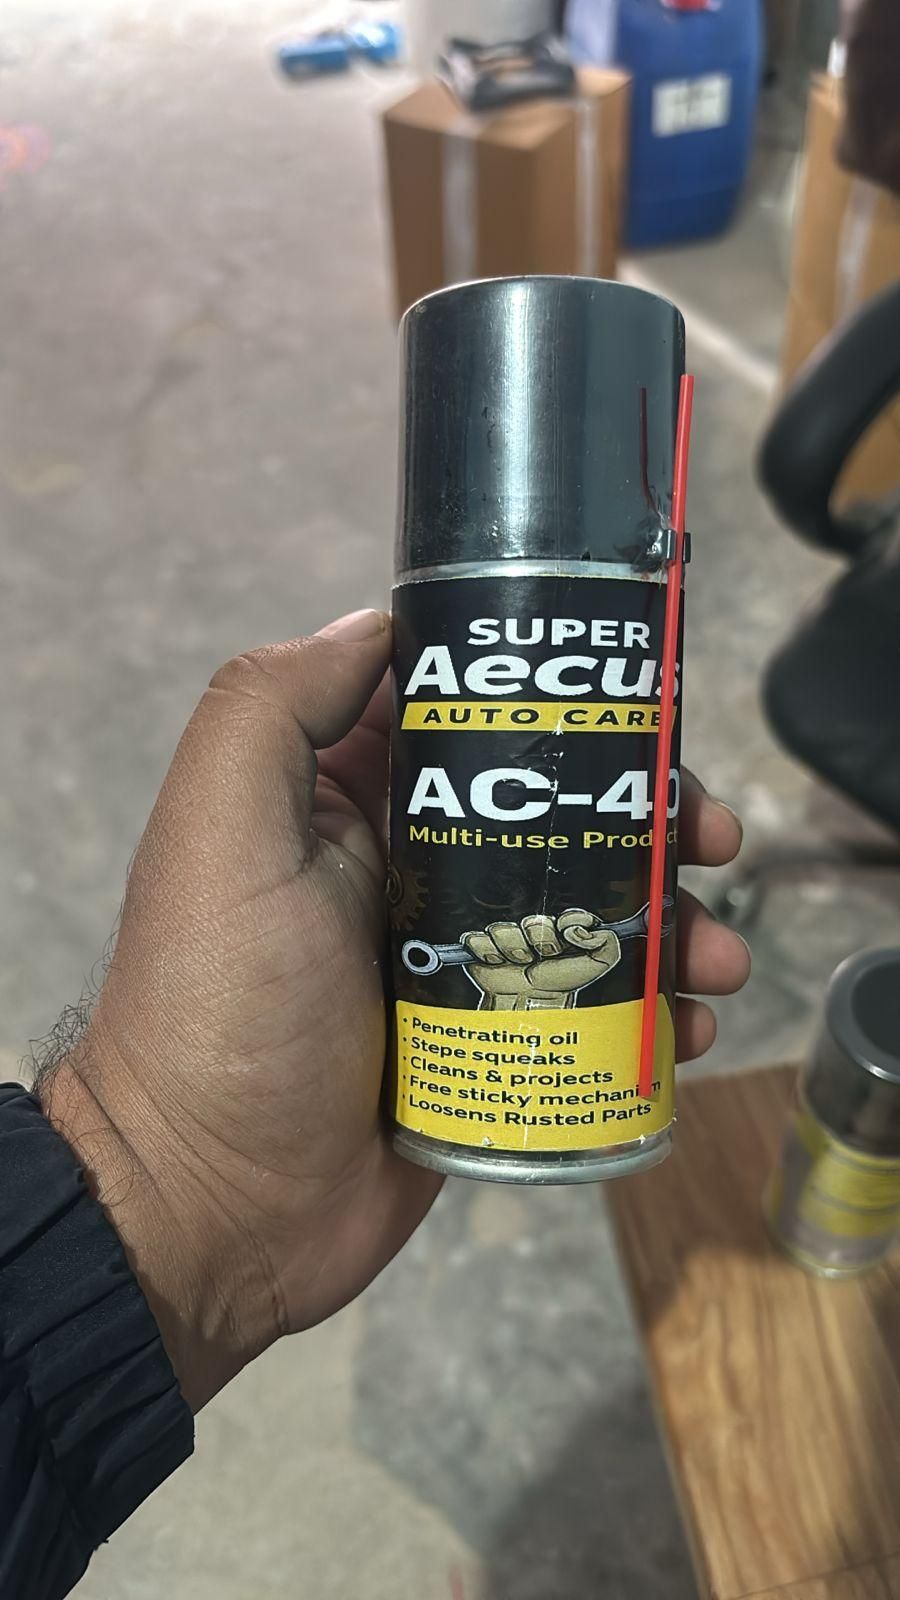 SUPER
Aecus
AUTO CARE
AC-40
Multi-use Product
• Penetrating oil
• Stepe squeaks
• Cleans & projects
• Free sticky mechanim
• Loosens Rusted Parts